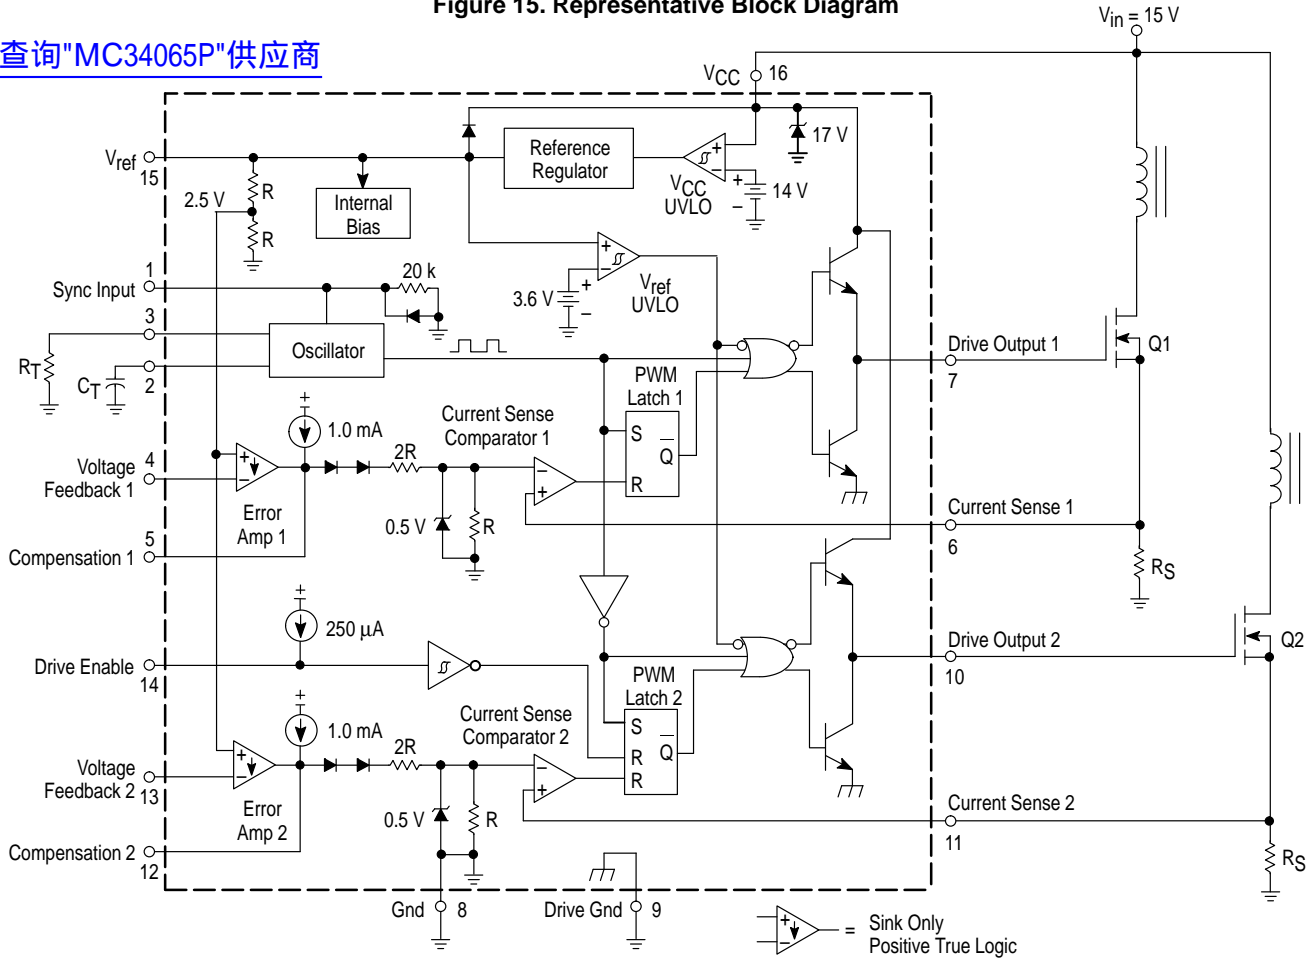 Figure 15. Representative Block Diagram
查询"MC34065P"供应商
Vin = 15 V
VCC
16
17 V
Reference
Regulator
+
–
VCC
UVLO
+
–
14 V
Vref
15
2.5 V
R
R
Internal
Bias
+
–
Vref
UVLO
3.6 V
+
–
1
Sync Input
20 k
3
RT
Oscillator
CT
2
PWM
Latch 1
S
Q
R
Drive Output 1
7
Q1
+
1.0 mA
2R
Current Sense
Comparator 1
–
+
4
Voltage
Feedback 1
+
–
Error
Amp 1
0.5 V
R
Current Sense 1
6
RS
5
Compensation 1
+
250 µA
Drive Enable
14
Drive Output 2
10
Q2
PWM
Latch 2
S
R
R
Q
+
1.0 mA
2R
Current Sense
Comparator 2
–
+
Voltage
Feedback 2
13
+
–
Error
Amp 2
0.5 V
R
Current Sense 2
11
RS
Compensation 2
12
Gnd
8
Drive Gnd
9
+
–
=
Sink Only
Positive True Logic